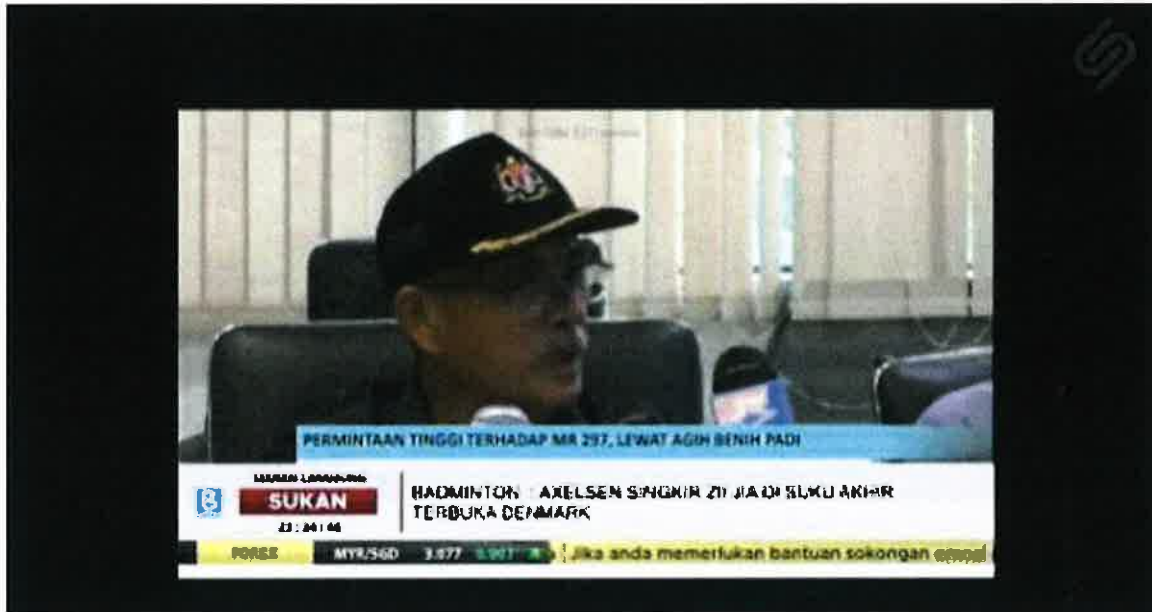 PERMINTAAN TINGGI TERHADAP MR 297, LEWAT AGIH BENIH PADI
SUKAN
BADMINTON : AXELSEN SINGKIR ZII JIA DI SUKU AKHIR
TERBUKA DENMARK
FOREX MYR/SGD 3.077 Jika anda memerlukan bantuan sokongan